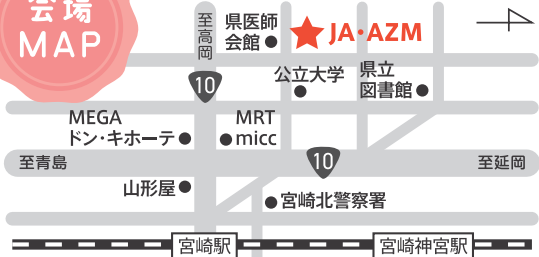 会場
MAP
至高岡
県医師
会館
JA・AZM
10
公立大学
県立
図書館
MEGA
ドン・キホーテ
MRT
micc
至青島
10
至延岡
山形屋
宮崎北警察署
宮崎駅
宮崎神宮駅